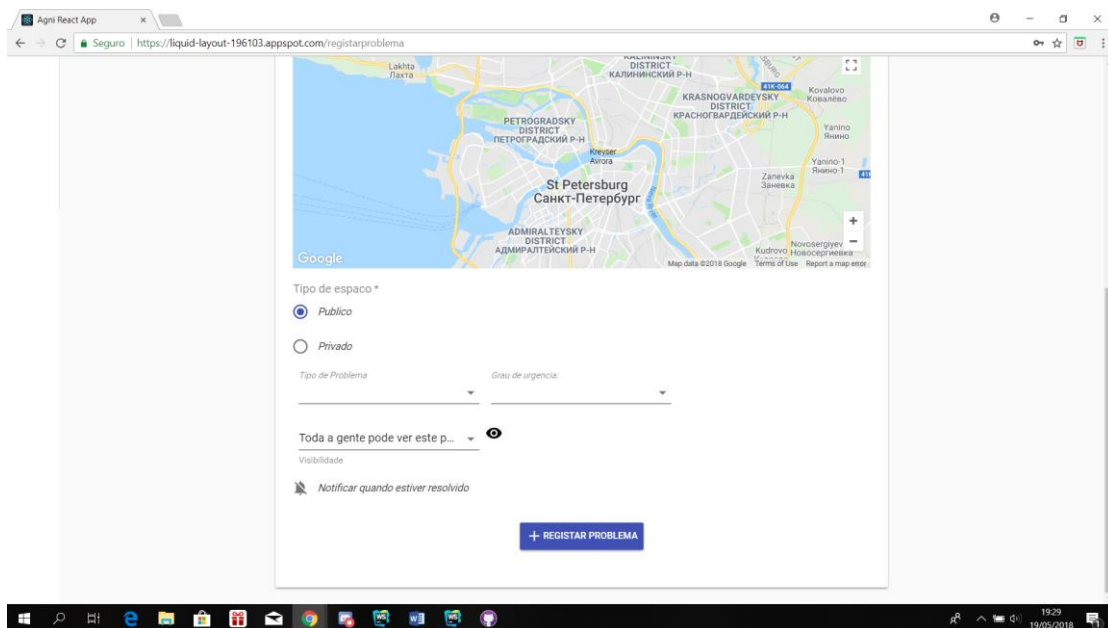 Agni React App
Seguro | https://liquid-layout-196103.appspot.com/registarproblema
Lakhta
Лахта
DISTRICT
КАЛИНИНСКИЙ Р-Н
41K-064
Kovalovo
Ковалёво
KRASNOGVARDEYSKY
DISTRICT
КРАСНОГВАРДЕЙСКИЙ Р-Н
PETROGRADSKY
DISTRICT
ПЕТРОГРАДСКИЙ Р-Н
Yanino
Янино
Kreyser
Avrora
Yanino-1
Янино-1
Zanevka
Заневка
St Petersburg
Санкт-Петербург
ADMIRALTEYSKY
DISTRICT
АДМИРАЛТЕЙСКИЙ Р-Н
Kudrovo
Novosergiyev
Новосергиевка
Google
Map data ©2018 Google Terms of Use Report a map error
Tipo de espaco *
Publico
Privado
Tipo de Problema Grau de urgencia:
Toda a gente pode ver este p...
Visibilidade
Notificar quando estiver resolvido
+ REGISTAR PROBLEMA
19:29
19/05/2018